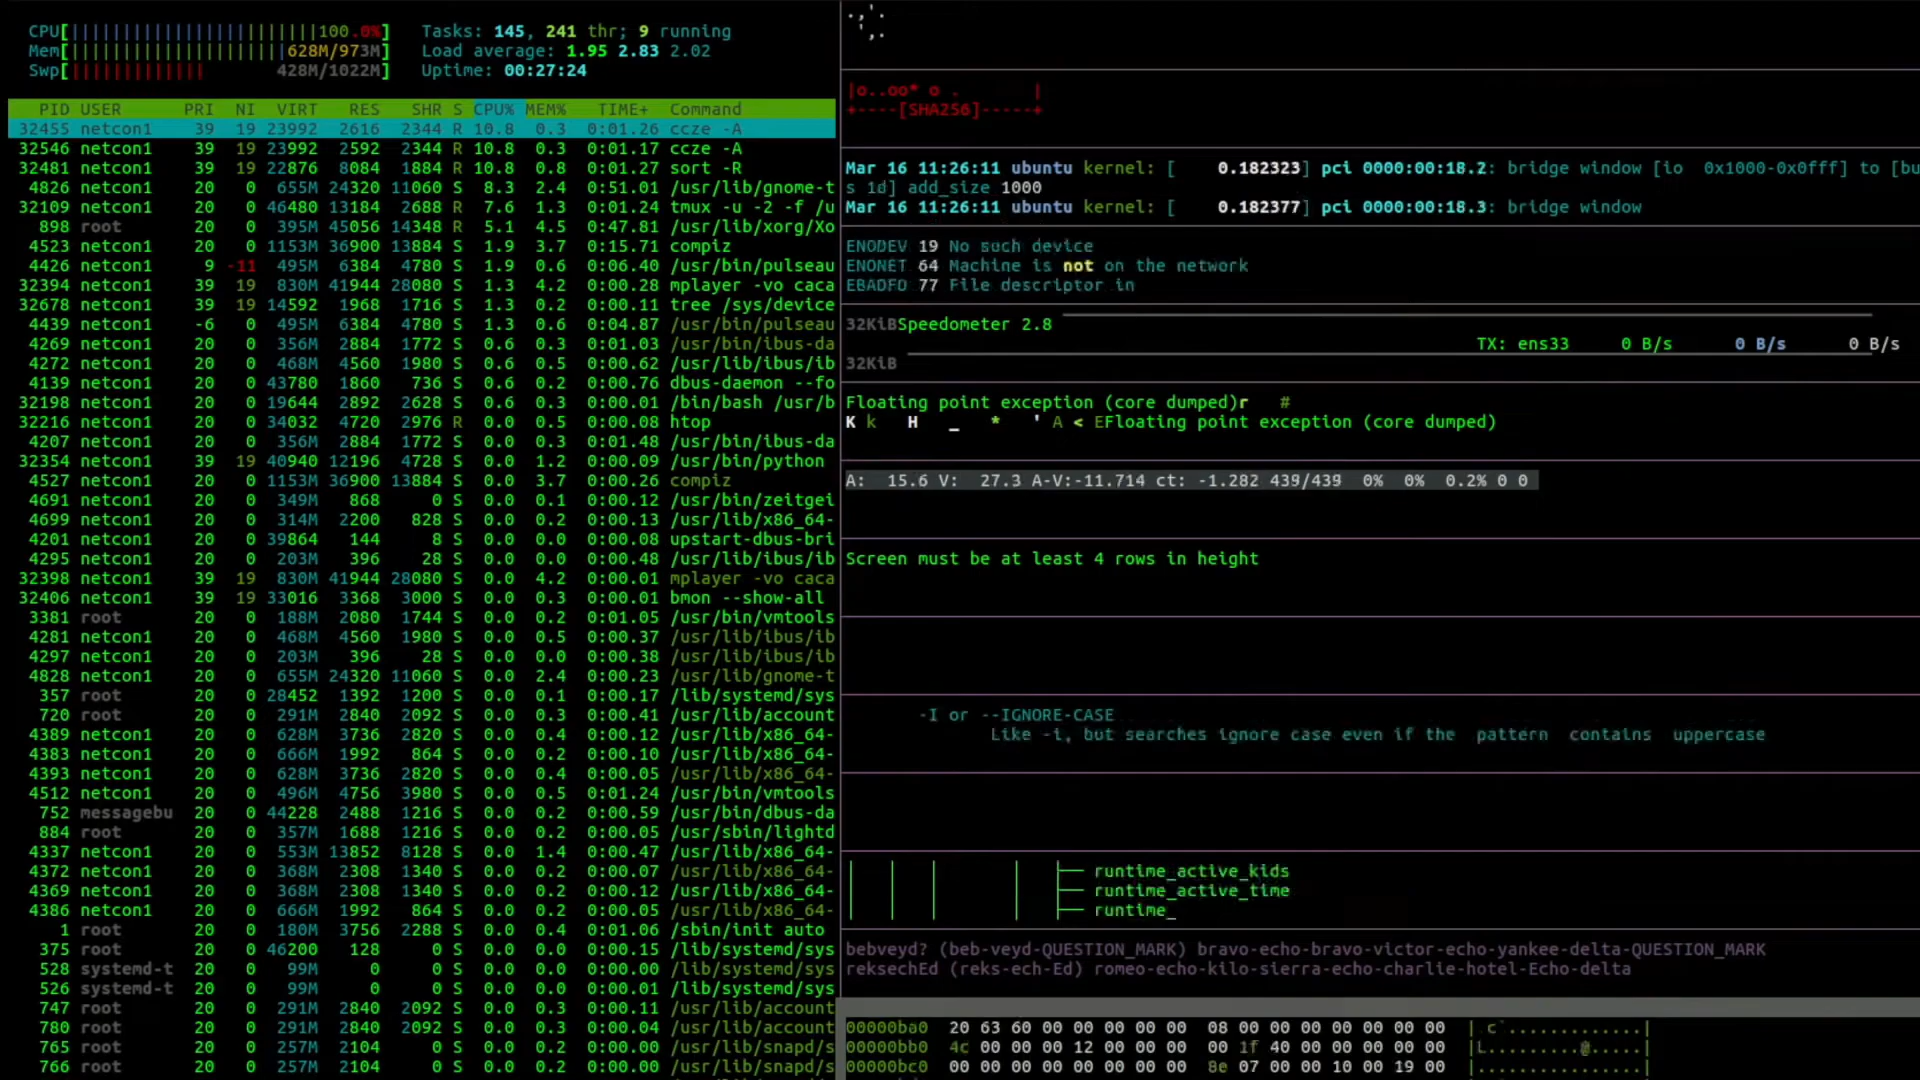 CPU[||||||||||||||||||||||||100.0%]
Mem[|||||||||||||||||||||628M/973M]
Swp[||||||||||||| 428M/1022M]
Tasks: 145, 241 thr; 9 running
Load average: 1.95 2.83 2.02
Uptime: 00:27:24
PID USER PRI NI VIRT RES SHR S CPU% MEM% TIME+ Command
32455 netcon1 39 19 23992 2616 2344 R 10.8 0.3 0:01.26 ccze -A
32546 netcon1 39 19 23992 2592 2344 R 10.8 0.3 0:01.17 ccze -A
32481 netcon1 39 19 22876 8084 1884 R 10.8 0.8 0:01.27 sort -R
4826 netcon1 20 0 655M 24320 11060 S 8.3 2.4 0:51.01 /usr/lib/gnome-t
32109 netcon1 20 0 46480 13184 2688 R 7.6 1.3 0:01.24 tmux -u -2 -f /u
898 root 20 0 395M 45056 14348 R 5.1 4.5 0:47.81 /usr/lib/xorg/Xo
4523 netcon1 20 0 1153M 36900 13884 S 1.9 3.7 0:15.71 compiz
4426 netcon1 9 -11 495M 6384 4780 S 1.9 0.6 0:06.40 /usr/bin/pulseau
32394 netcon1 39 19 830M 41944 28080 S 1.3 4.2 0:00.28 mplayer -vo caca
32678 netcon1 39 19 14592 1968 1716 S 1.3 0.2 0:00.11 tree /sys/device
4439 netcon1 -6 0 495M 6384 4780 S 1.3 0.6 0:04.87 /usr/bin/pulseau
4269 netcon1 20 0 356M 2884 1772 S 0.6 0.3 0:01.03 /usr/bin/ibus-da
4272 netcon1 20 0 468M 4560 1980 S 0.6 0.5 0:00.62 /usr/lib/ibus/ib
4139 netcon1 20 0 43780 1860 736 S 0.6 0.2 0:00.76 dbus-daemon --fo
32198 netcon1 20 0 19644 2892 2628 S 0.6 0.3 0:00.01 /bin/bash /usr/b
32216 netcon1 20 0 34032 4720 2976 R 0.0 0.5 0:00.08 htop
4207 netcon1 20 0 356M 2884 1772 S 0.0 0.3 0:01.48 /usr/bin/ibus-da
32354 netcon1 39 19 40940 12196 4728 S 0.0 1.2 0:00.09 /usr/bin/python
4527 netcon1 20 0 1153M 36900 13884 S 0.0 3.7 0:00.26 compiz
4691 netcon1 20 0 349M 868 0 S 0.0 0.1 0:00.12 /usr/bin/zeitgei
4699 netcon1 20 0 314M 2200 828 S 0.0 0.2 0:00.13 /usr/lib/x86_64-
4201 netcon1 20 0 39864 144 8 S 0.0 0.0 0:00.08 upstart-dbus-bri
4295 netcon1 20 0 203M 396 28 S 0.0 0.0 0:00.48 /usr/lib/ibus/ib
32398 netcon1 39 19 830M 41944 28080 S 0.0 4.2 0:00.01 mplayer -vo caca
32406 netcon1 39 19 33016 3368 3000 S 0.0 0.3 0:00.01 bmon --show-all
3381 root 20 0 188M 2080 1744 S 0.0 0.2 0:01.05 /usr/bin/vmtools
4281 netcon1 20 0 468M 4560 1980 S 0.0 0.5 0:00.37 /usr/lib/ibus/ib
4297 netcon1 20 0 203M 396 28 S 0.0 0.0 0:00.38 /usr/lib/ibus/ib
4828 netcon1 20 0 655M 24320 11060 S 0.0 2.4 0:00.23 /usr/lib/gnome-t
357 root 20 0 28452 1392 1200 S 0.0 0.1 0:00.17 /lib/systemd/sys
720 root 20 0 291M 2840 2092 S 0.0 0.3 0:00.41 /usr/lib/account
4389 netcon1 20 0 628M 3736 2820 S 0.0 0.4 0:00.12 /usr/lib/x86_64-
4383 netcon1 20 0 666M 1992 864 S 0.0 0.2 0:00.10 /usr/lib/x86_64-
4393 netcon1 20 0 628M 3736 2820 S 0.0 0.4 0:00.05 /usr/lib/x86_64-
4512 netcon1 20 0 496M 4756 3980 S 0.0 0.5 0:01.24 /usr/bin/vmtools
752 messagebu 20 0 44228 2488 1216 S 0.0 0.2 0:00.59 /usr/bin/dbus-da
884 root 20 0 357M 1688 1216 S 0.0 0.2 0:00.05 /usr/sbin/lightd
4337 netcon1 20 0 553M 13852 8128 S 0.0 1.4 0:00.47 /usr/lib/x86_64-
4372 netcon1 20 0 368M 2308 1340 S 0.0 0.2 0:00.07 /usr/lib/x86_64-
4369 netcon1 20 0 368M 2308 1340 S 0.0 0.2 0:00.12 /usr/lib/x86_64-
4386 netcon1 20 0 666M 1992 864 S 0.0 0.2 0:00.05 /usr/lib/x86_64-
1 root 20 0 180M 3756 2288 S 0.0 0.4 0:01.06 /sbin/init auto
375 root 20 0 46200 128 0 S 0.0 0.0 0:00.15 /lib/systemd/sys
528 systemd-t 20 0 99M 0 0 S 0.0 0.0 0:00.00 /lib/systemd/sys
526 systemd-t 20 0 99M 0 0 S 0.0 0.0 0:00.01 /lib/systemd/sys
747 root 20 0 291M 2840 2092 S 0.0 0.3 0:00.11 /usr/lib/account
780 root 20 0 291M 2840 2092 S 0.0 0.3 0:00.04 /usr/lib/account
765 root 20 0 257M 2104 0 S 0.0 0.2 0:00.00 /usr/lib/snapd/s
766 root 20 0 257M 2104 0 S 0.0 0.2 0:00.00 /usr/lib/snapd/s
|o..oo* o . |
+----[SHA256]-----+
Mar 16 11:26:11 ubuntu kernel: [ 0.182323] pci 0000:00:18.2: bridge window [io 0x1000-0x0fff] to [bu
s 1d] add_size 1000
Mar 16 11:26:11 ubuntu kernel: [ 0.182377] pci 0000:00:18.3: bridge window
ENODEV 19 No such device
ENONET 64 Machine is not on the network
EBADFD 77 File descriptor in
32KiBSpeedometer 2.8
TX: ens33 0 B/s 0 B/s 0 B/s
32KiB
Floating point exception (core dumped)r #
K k H _ * ' A < EFloating point exception (core dumped)
A: 15.6 V: 27.3 A-V:-11.714 ct: -1.282 439/439 0% 0% 0.2% 0 0
Screen must be at least 4 rows in height
-I or --IGNORE-CASE
Like -i, but searches ignore case even if the pattern contains uppercase
├── runtime_active_kids
├── runtime_active_time
├── runtime_
bebveyd? (beb-veyd-QUESTION_MARK) bravo-echo-bravo-victor-echo-yankee-delta-QUESTION_MARK
reksechEd (reks-ech-Ed) romeo-echo-kilo-sierra-echo-charlie-hotel-Echo-delta
00000ba0 20 63 60 00 00 00 00 00 08 00 00 00 00 00 00 00 | c`.............|
00000bb0 4c 00 00 00 12 00 00 00 00 1f 40 00 00 00 00 00 |L.........@.....|
00000bc0 00 00 00 00 00 00 00 00 8e 07 00 00 10 00 19 00 |................|